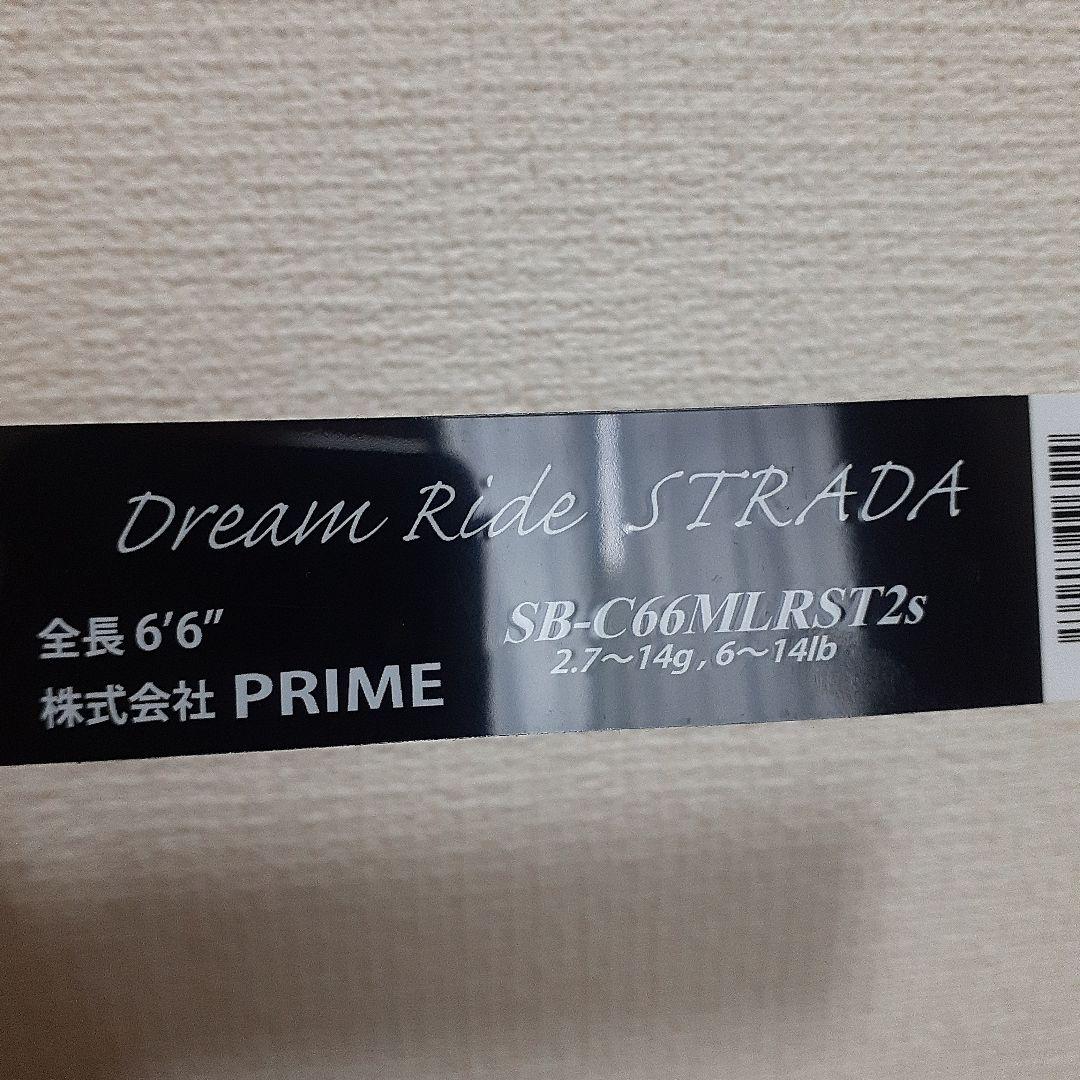 Dream Ride STRADA
全長 6’6”
SB-C66MLRST2s
2.7〜14g , 6〜14lb
株式会社 PRIME